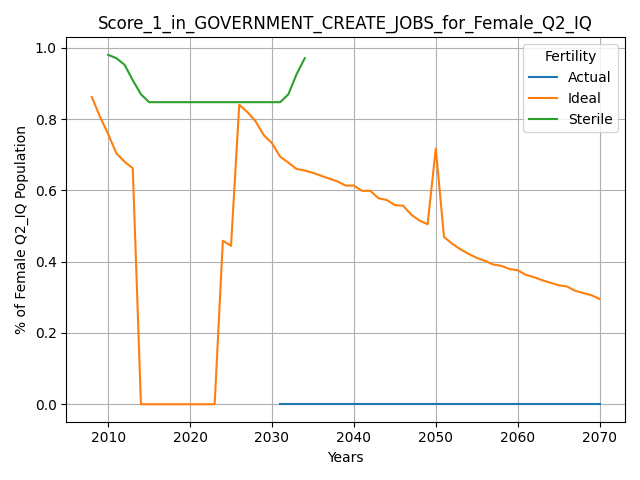 Score_1_in_GOVERNMENT_CREATE_JOBS_for_Female_Q2_IQ
Fertility
Actual
Ideal
Sterile
% of Female Q2_IQ Population
1.0
0.8
0.6
0.4
0.2
0.0
2010 2020 2030 2040 2050 2060 2070
Years